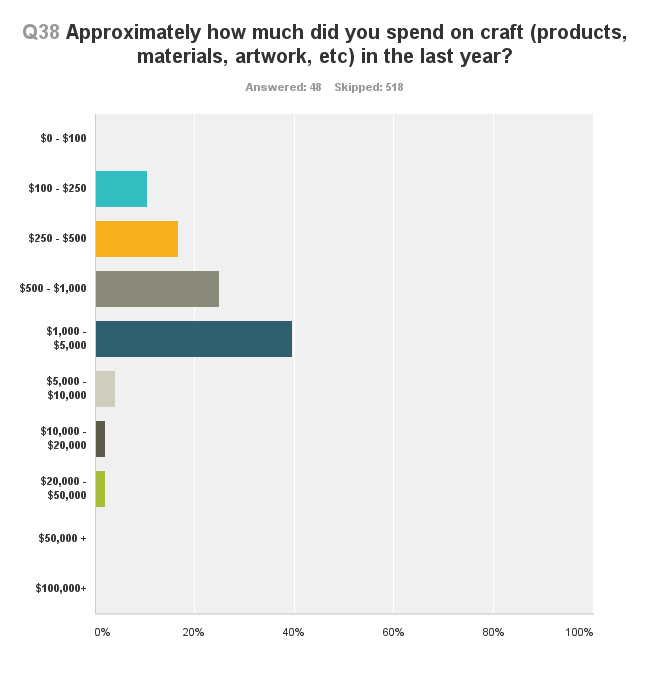 Q38 Approximately how much did you spend on craft (products,
materials, artwork, etc) in the last year?
Answered: 48 Skipped: 518
$0 - $100
$100 - $250
$250 - $500
$500 - $1,000
$1,000 -
$5,000
$5,000 -
$10,000
$10,000 -
$20,000
$20,000 -
$50,000
$50,000 +
$100,000+
0% 20% 40% 60% 80% 100%